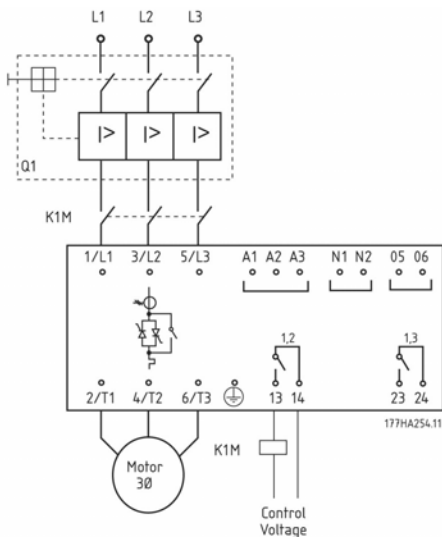 L1 L2 L3
I> I> I>
Q1
K1M
1/L1 3/L2 5/L3 A1 A2 A3 N1 N2 05 06
1,2 1,3
2/T1 4/T2 6/T3 13 14 23 24
177HA254.11
Motor
30
K1M
Control
Voltage